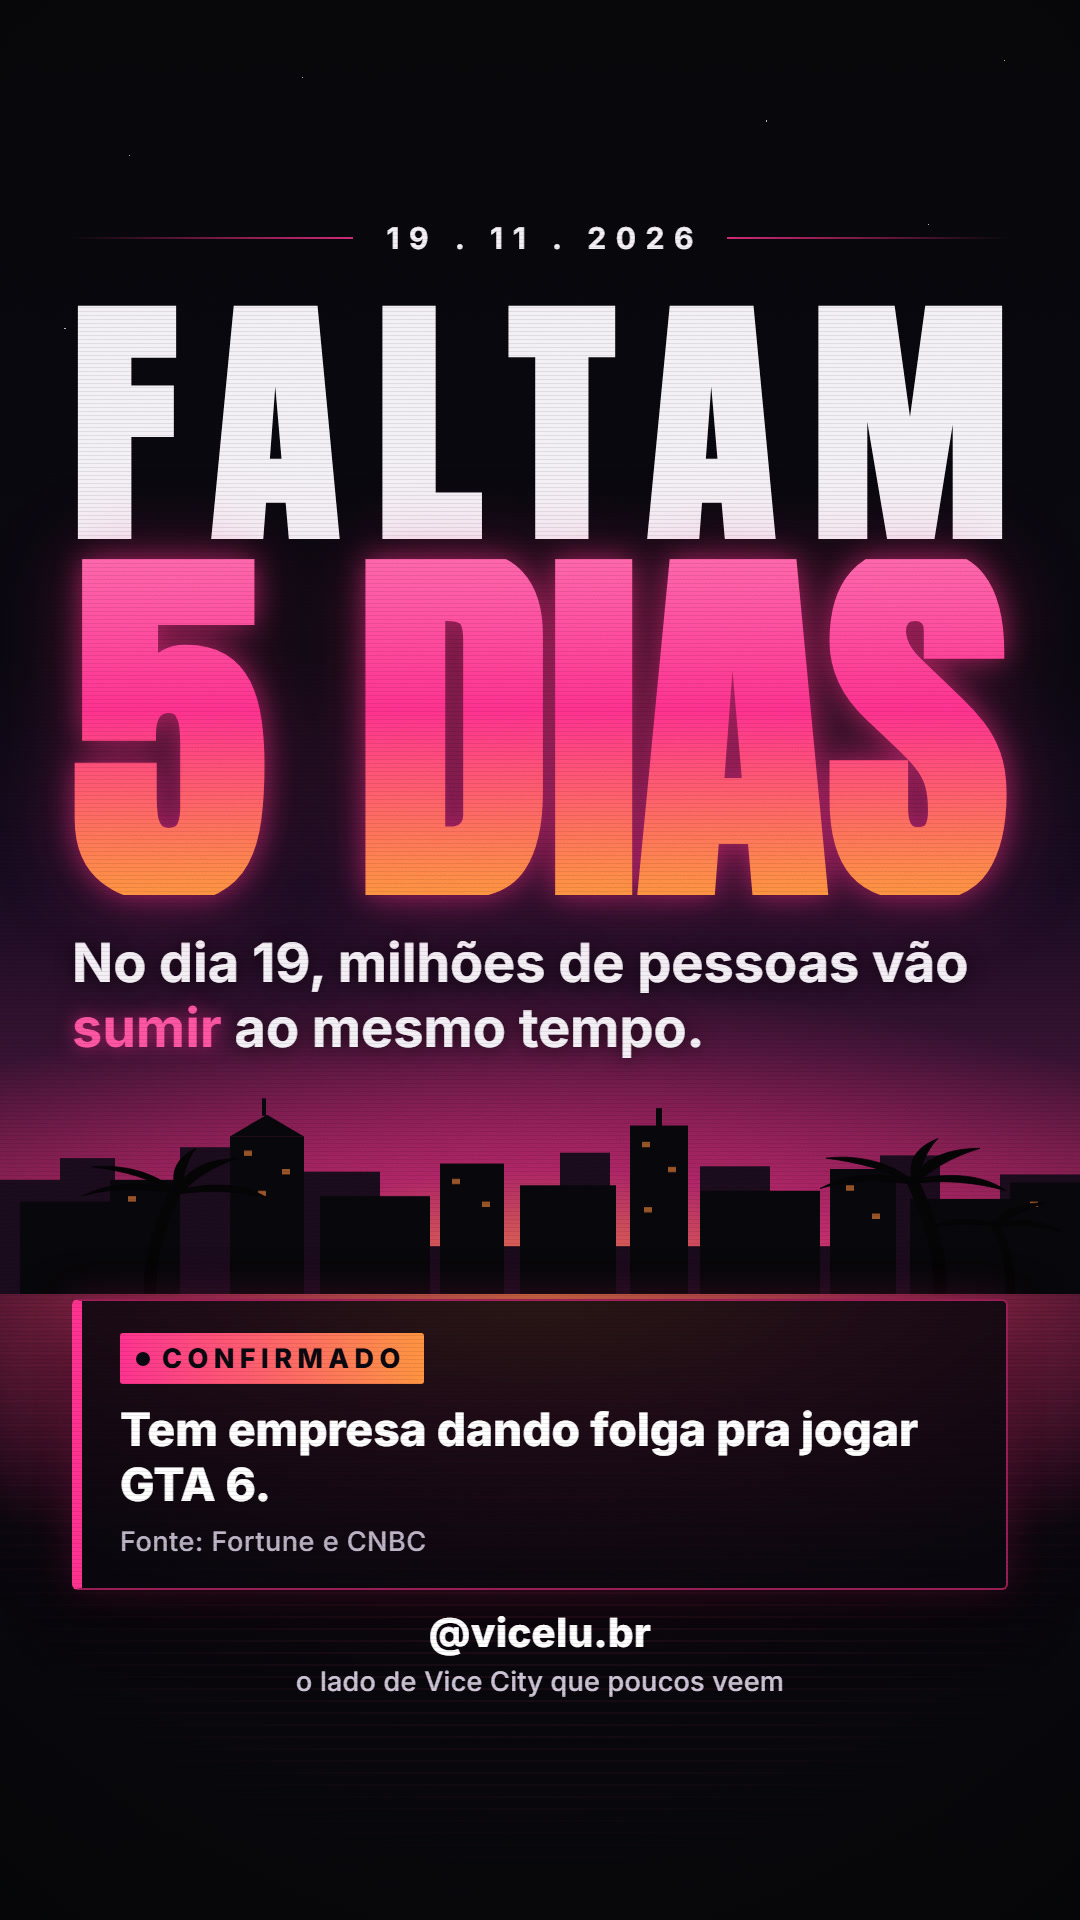 19 . 11 . 2026
FALTAM
5 DIAS
No dia 19, milhões de pessoas vão
sumir ao mesmo tempo.
CONFIRMADO
Tem empresa dando folga pra jogar
GTA 6.
Fonte: Fortune e CNBC
@vicelu.br
o lado de Vice City que poucos veem